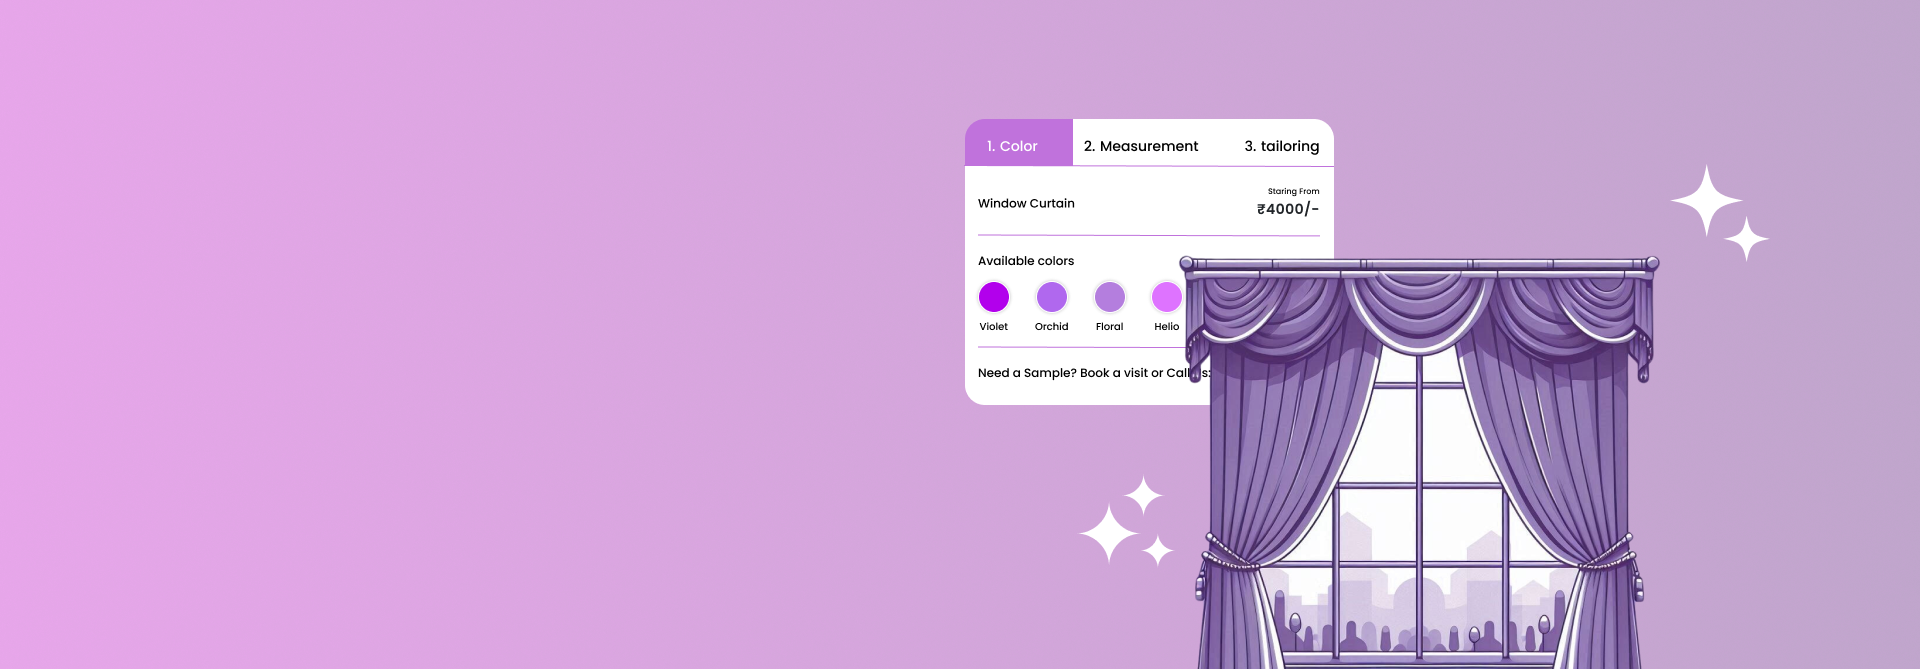 1. Color 2. Measurement 3. tailoring
Staring From
Window Curtain ₹4000/-
Available colors
Violet Orchid Floral Helio
Need a Sample? Book a visit or Call